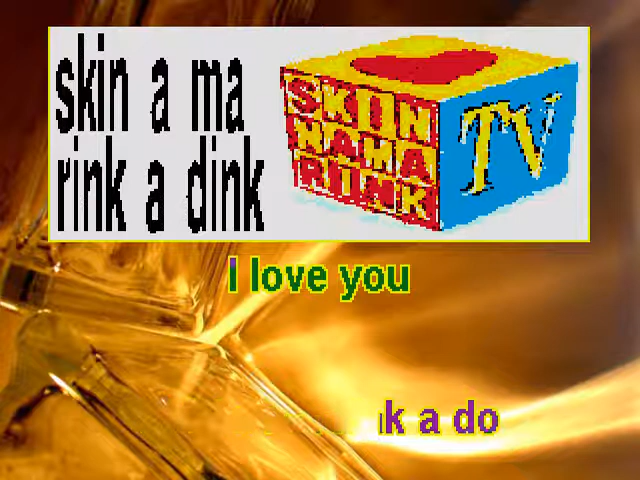 skin a ma
rink a dink
SKIN
NAMA
RINK
TV
I love you
k a do